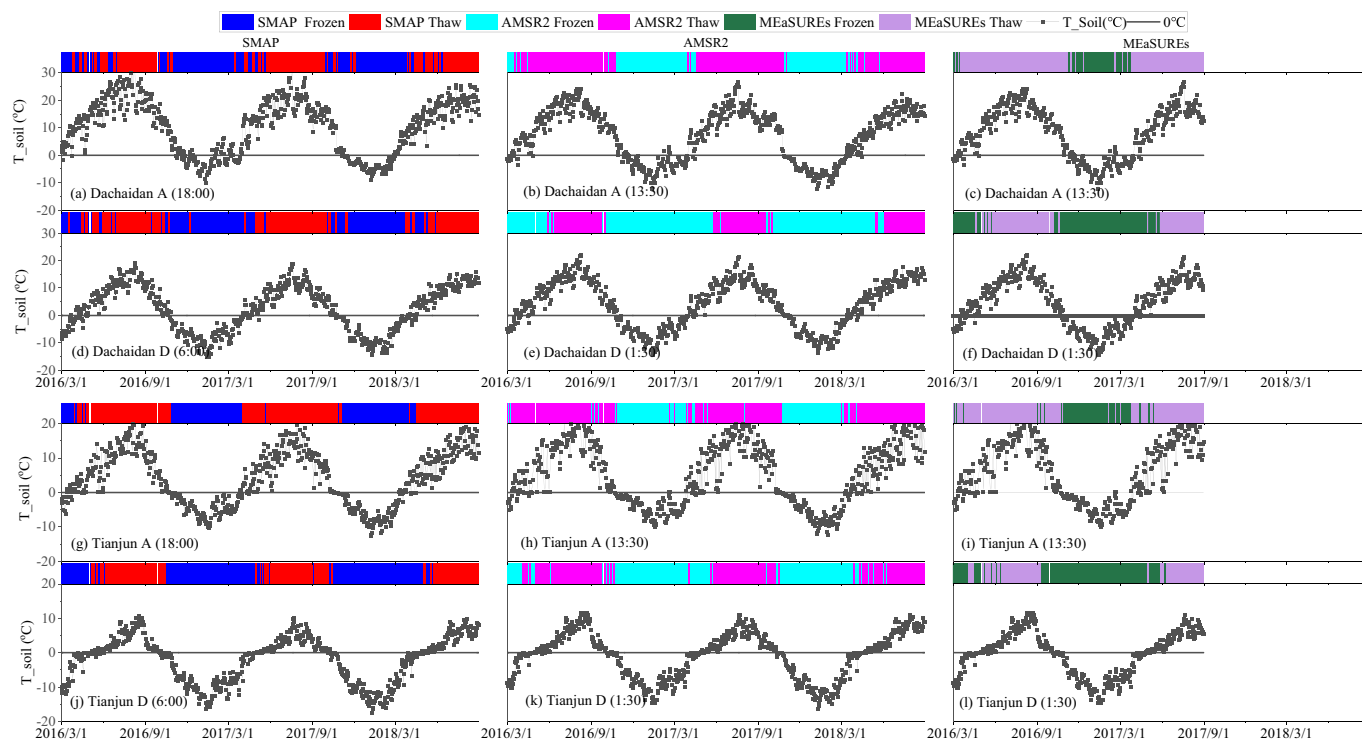 SMAP Frozen SMAP Thaw AMSR2 Frozen AMSR2 Thaw MEaSUREs Frozen MEaSUREs Thaw T_Soil(℃) 0℃
SMAP AMSR2 MEaSUREs
30
20
10
0
-10
-20
T_soil (℃)
(a) Dachaidan A (18:00)
(b) Dachaidan A (13:30)
(c) Dachaidan A (13:30)
30
20
10
0
-10
-20
T_soil (℃)
(d) Dachaidan D (6:00)
(e) Dachaidan D (1:30)
(f) Dachaidan D (1:30)
2016/3/1 2016/9/1 2017/3/1 2017/9/1 2018/3/1
2016/3/1 2016/9/1 2017/3/1 2017/9/1 2018/3/1
2016/3/1 2016/9/1 2017/3/1 2017/9/1 2018/3/1
20
10
0
-10
-20
T_soil (℃)
(g) Tianjun A (18:00)
(h) Tianjun A (13:30)
(i) Tianjun A (13:30)
20
10
0
-10
-20
T_soil (℃)
(j) Tianjun D (6:00)
(k) Tianjun D (1:30)
(l) Tianjun D (1:30)
2016/3/1 2016/9/1 2017/3/1 2017/9/1 2018/3/1
2016/3/1 2016/9/1 2017/3/1 2017/9/1 2018/3/1
2016/3/1 2016/9/1 2017/3/1 2017/9/1 2018/3/1